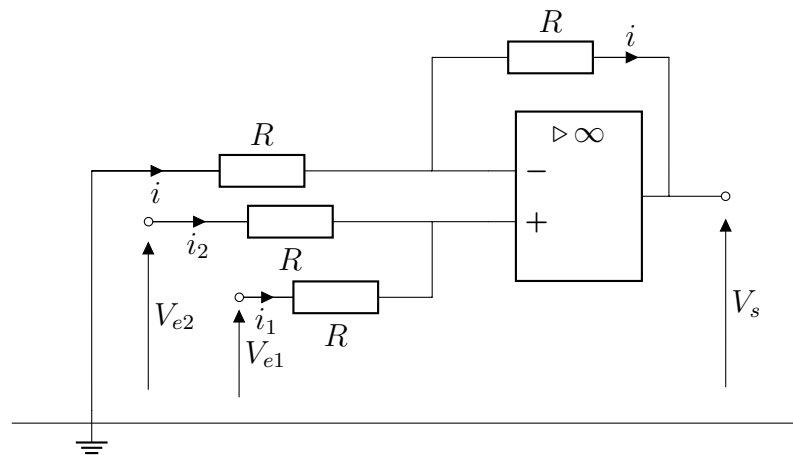 R
i
▷ ∞
R
−
i
+
i₂
R
i₁
R
Vₑ₂
Vₑ₁
Vₛ